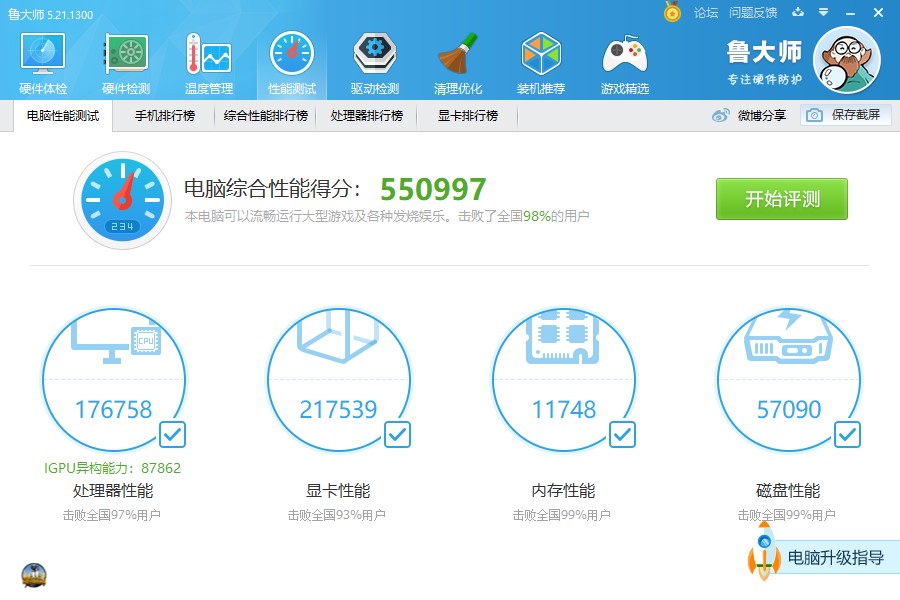 鲁大师 5.21.1300
论坛 问题反馈
硬件体检 硬件检测 温度管理 性能测试 驱动检测 清理优化 装机推荐 游戏精选
鲁大师
专注硬件防护
电脑性能测试 手机排行榜 综合性能排行榜 处理器排行榜 显卡排行榜 微博分享 保存截屏
234
电脑综合性能得分： 550997
本电脑可以流畅运行大型游戏及各种发烧娱乐。击败了全国98%的用户
开始评测
CPU
176758 217539 11748 57090
IGPU异构能力：87862
处理器性能 显卡性能 内存性能 磁盘性能
击败全国97%用户 击败全国93%用户 击败全国99%用户 击败全国99%用户
电脑升级指导